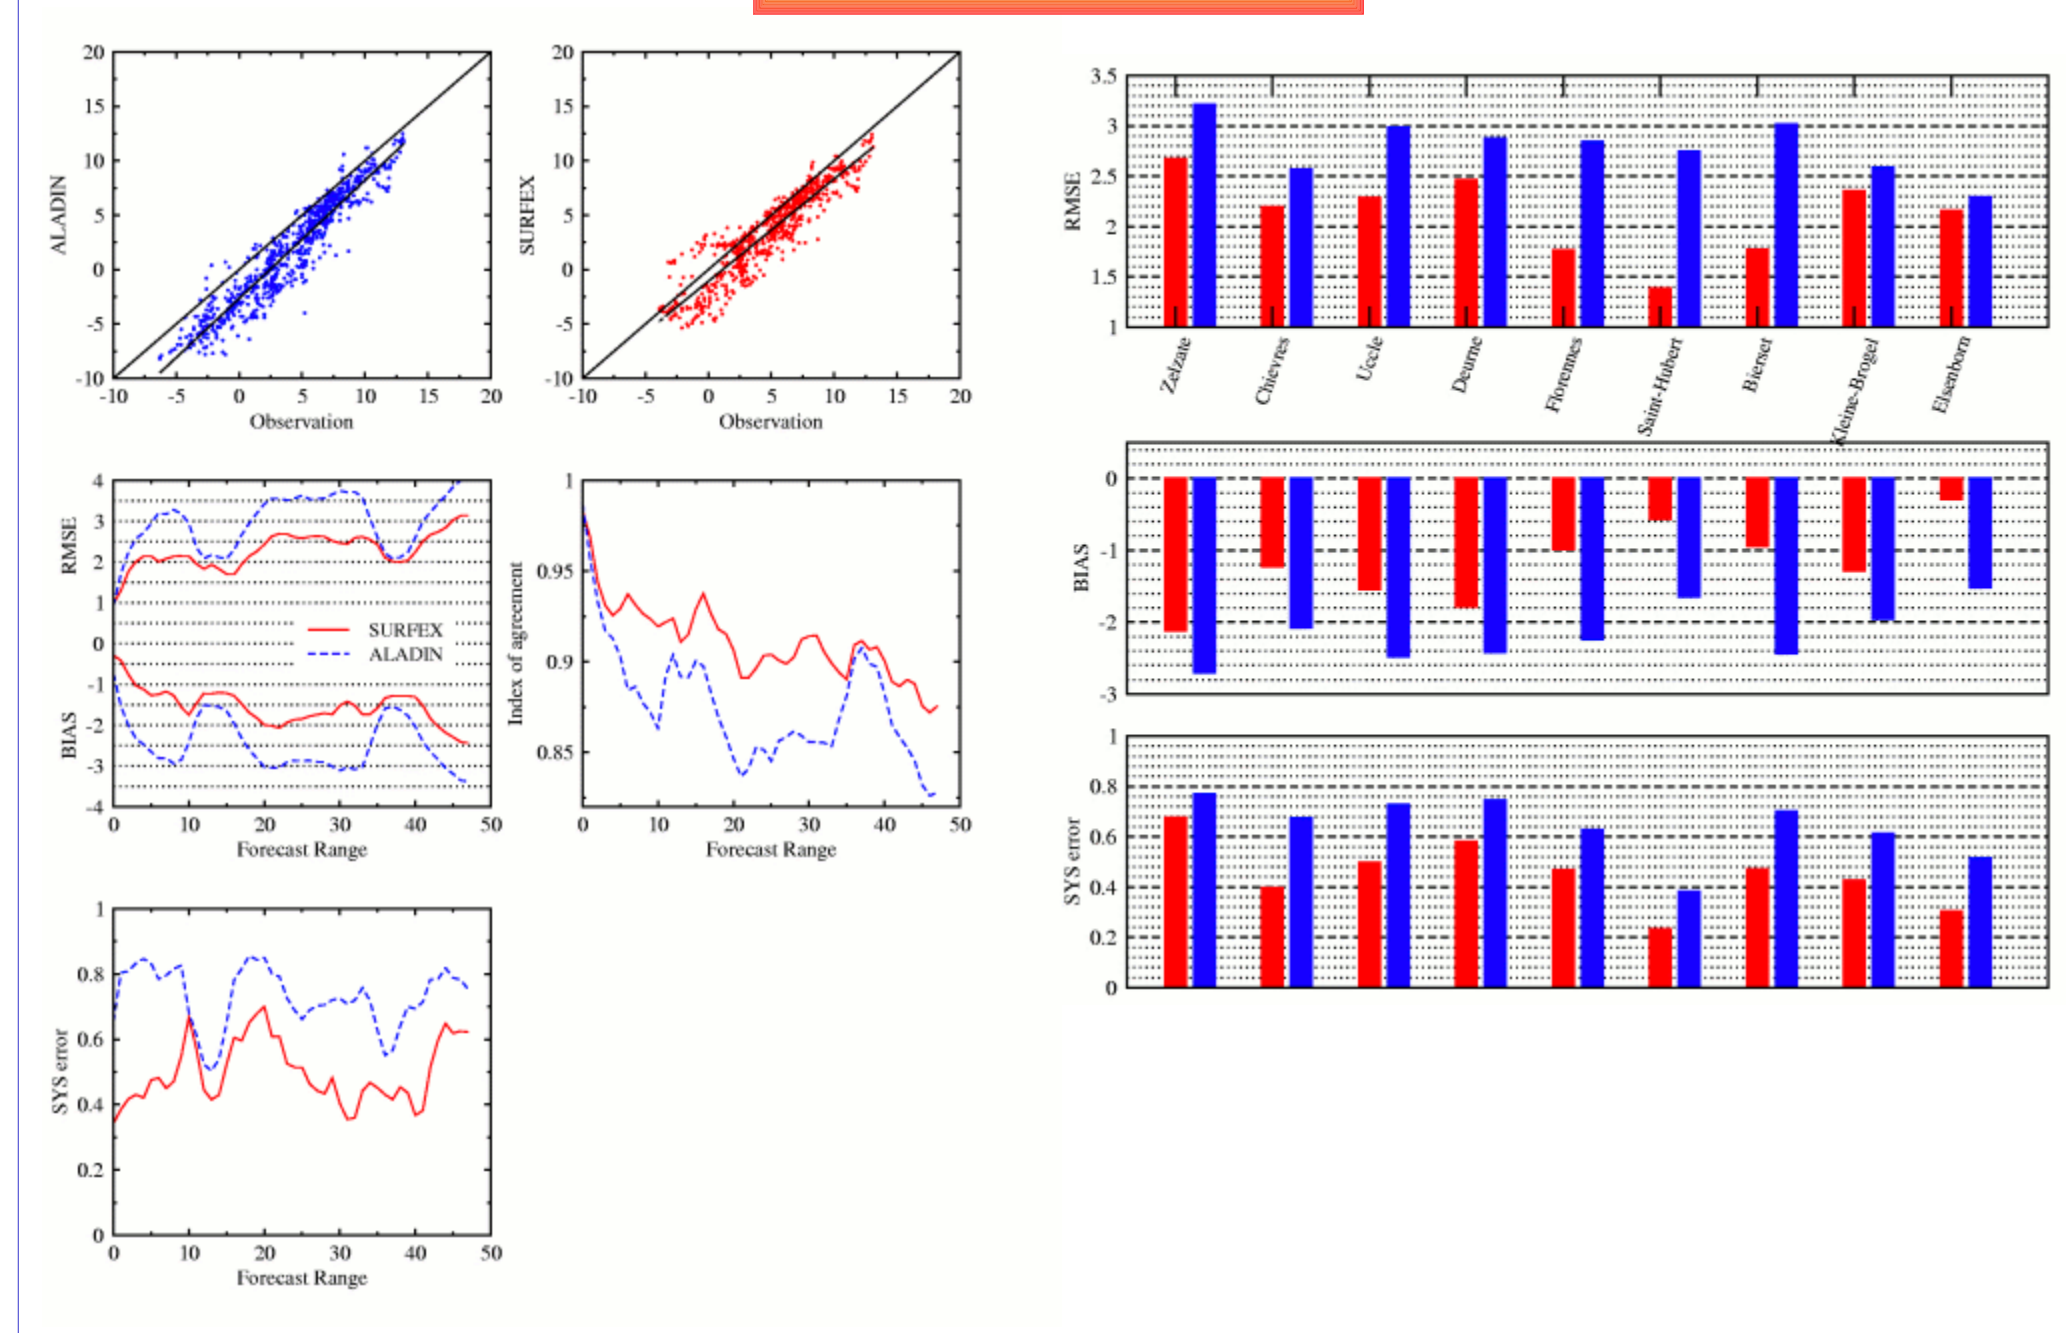 20
15
10
5
0
-5
-10
ALADIN
-10 -5 0 5 10 15 20
Observation
20
15
10
5
0
-5
-10
SURFEX
-10 -5 0 5 10 15 20
Observation
4
3
2
1
0
-1
-2
-3
-4
RMSE
BIAS
SURFEX
ALADIN
0 10 20 30 40 50
Forecast Range
1
0.95
0.9
0.85
Index of agreement
0 10 20 30 40 50
Forecast Range
1
0.8
0.6
0.4
0.2
0
SYS error
0 10 20 30 40 50
Forecast Range
3.5
3
2.5
2
1.5
1
RMSE
Zelzate
Chievres
Uccle
Deurne
Florennes
Saint-Hubert
Bierset
Kleine-Brogel
Elsenborn
0
-1
-2
-3
BIAS
1
0.8
0.6
0.4
0.2
0
SYS error